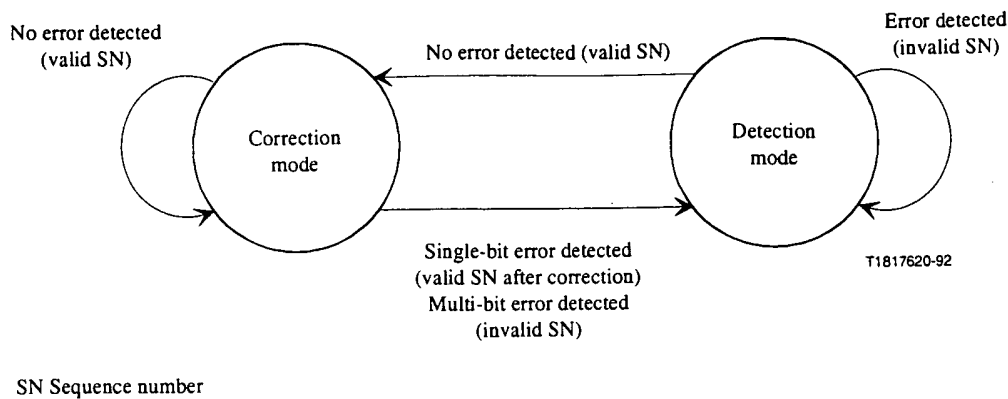 No error detected
(valid SN)
No error detected (valid SN)
Error detected
(invalid SN)
Correction
mode
Detection
mode
Single-bit error detected
(valid SN after correction)
Multi-bit error detected
(invalid SN)
T1817620-92
SN Sequence number